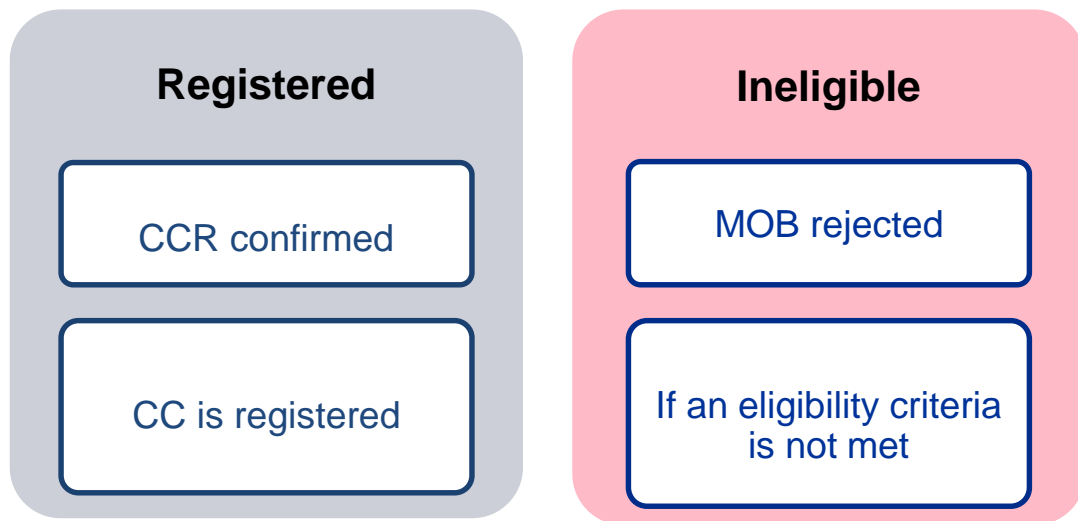 Registered
CCR confirmed
CC is registered
Ineligible
MOB rejected
If an eligibility criteria
is not met